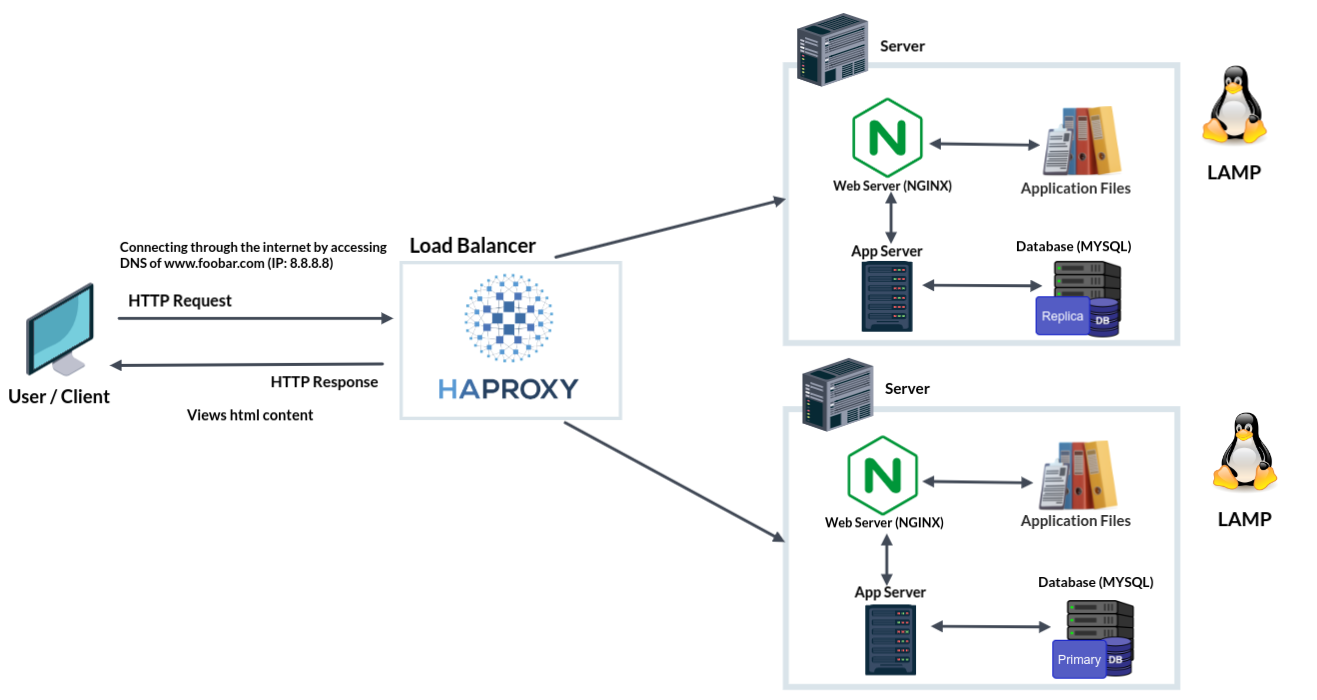 Server
LAMP
Web Server (NGINX)
Application Files
Connecting through the internet by accessing
DNS of www.foobar.com (IP: 8.8.8.8)
Load Balancer
HTTP Request
HAPROXY
HTTP Response
User / Client
Views html content
App Server
Database (MYSQL)
Replica
DB
Server
LAMP
Web Server (NGINX)
Application Files
App Server
Database (MYSQL)
Primary
DB